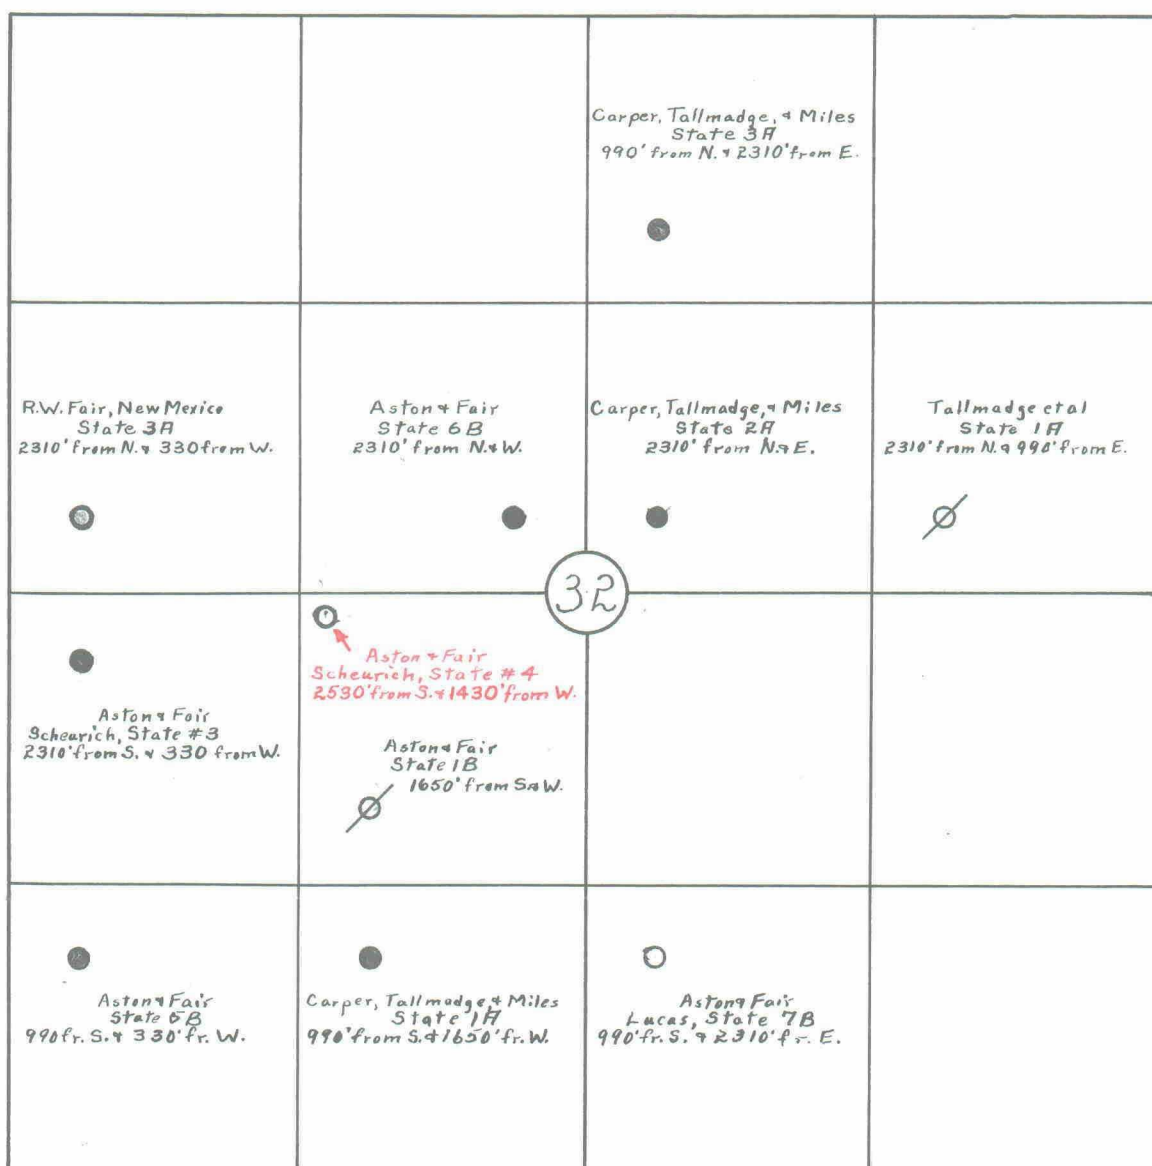 Carper, Tallmadge, & Miles
State 3A
990' from N. & 2310' from E.
R.W. Fair, New Mexico
State 3A
2310' from N. & 330 from W.
Aston & Fair
State 6B
2310' from N. & W.
Carper, Tallmadge, & Miles
State 2A
2310' from N. & E.
Tallmadge et al
State 1A
2310' from N. & 990' from E.
32
Aston & Fair
Scheurich, State #4
2530' from S. & 1430' from W.
Aston & Fair
Scheurich, State #3
2310' from S. & 330 from W.
Aston & Fair
State 1B
1650' from S. & W.
Aston & Fair
State 5B
990 fr. S. & 330' fr. W.
Carper, Tallmadge, & Miles
State 1A
990' from S. & 1650' fr. W.
Aston & Fair
Lucas, State 7B
990' fr. S. & 2310' fr. E.